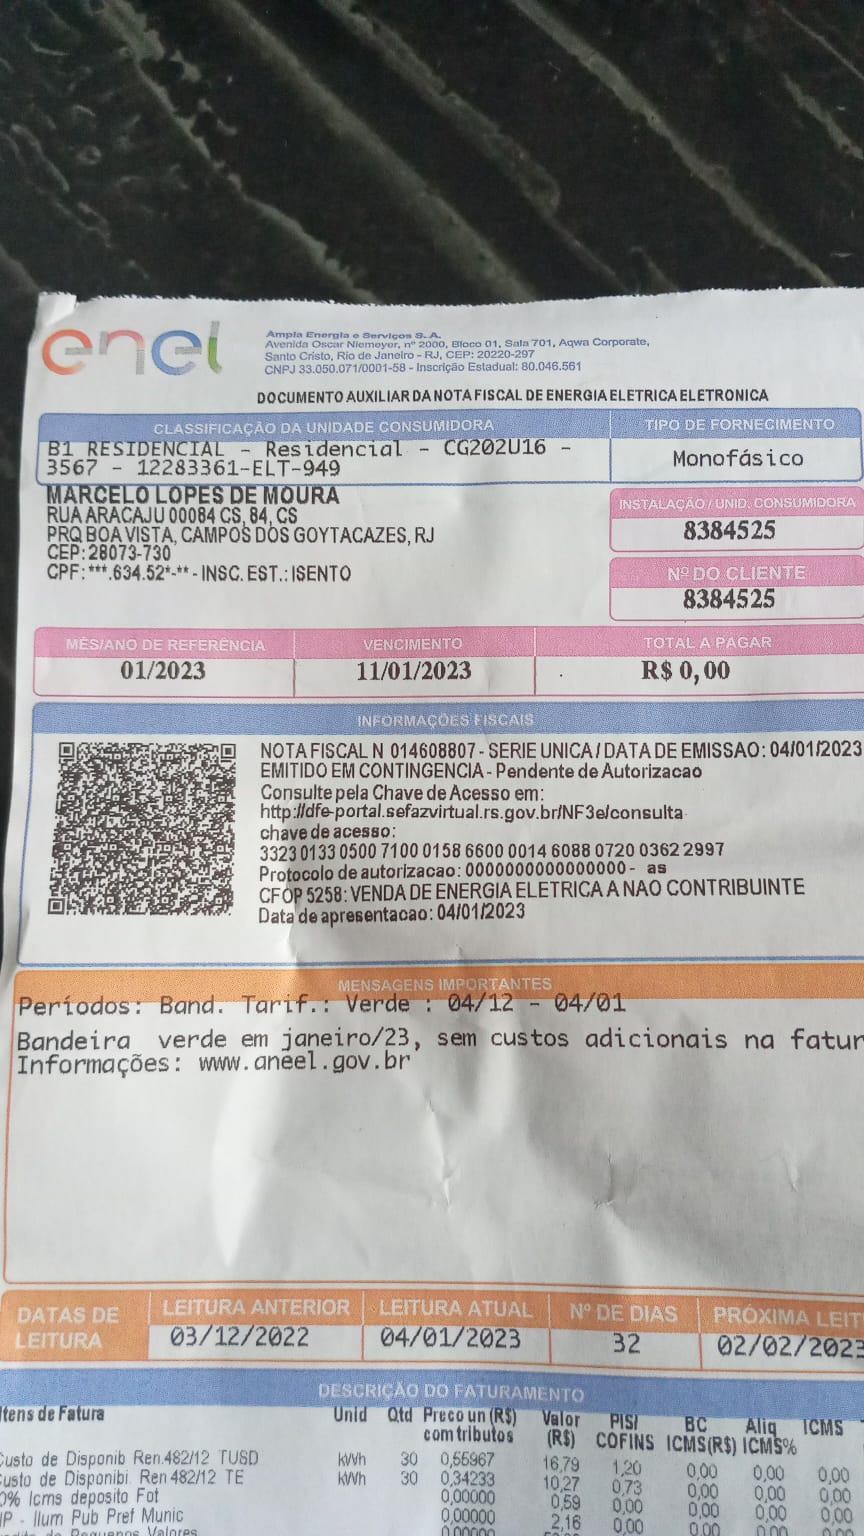 enel
Ampla Energia e Serviços S. A.
Avenida Oscar Niemeyer, nº 2000, Bloco 01, Sala 701, Aqwa Corporate,
Santo Cristo, Rio de Janeiro - RJ, CEP: 20220-297
CNPJ 33.050.071/0001-58 - Inscrição Estadual: 80.046.561
DOCUMENTO AUXILIAR DA NOTA FISCAL DE ENERGIA ELETRICA ELETRONICA
CLASSIFICAÇÃO DA UNIDADE CONSUMIDORA
TIPO DE FORNECIMENTO
B1 RESIDENCIAL - Residencial - CG202U16 -
3567 - 12283361-ELT-949
Monofásico
MARCELO LOPES DE MOURA
RUA ARACAJU 00084 CS, 84, CS
PRQ BOA VISTA, CAMPOS DOS GOYTACAZES, RJ
CEP: 28073-730
CPF: ***.634.52*-** - INSC. EST.: ISENTO
INSTALAÇÃO / UNID. CONSUMIDORA
8384525
Nº DO CLIENTE
8384525
MÊS/ANO DE REFERÊNCIA VENCIMENTO TOTAL A PAGAR
01/2023 11/01/2023 R$ 0,00
INFORMAÇÕES FISCAIS
NOTA FISCAL N 014608807 - SERIE UNICA / DATA DE EMISSAO: 04/01/2023
EMITIDO EM CONTINGENCIA - Pendente de Autorizacao
Consulte pela Chave de Acesso em:
http://dfe-portal.sefazvirtual.rs.gov.br/NF3e/consulta
chave de acesso:
3323 0133 0500 7100 0158 6600 0014 6088 0720 0362 2997
Protocolo de autorizacao: 0000000000000000 - as
CFOP 5258: VENDA DE ENERGIA ELETRICA A NAO CONTRIBUINTE
Data de apresentacao: 04/01/2023
MENSAGENS IMPORTANTES
Períodos: Band. Tarif.: Verde : 04/12 - 04/01
Bandeira verde em janeiro/23, sem custos adicionais na fatur
Informações: www.aneel.gov.br
DATAS DE LEITURA
LEITURA ANTERIOR LEITURA ATUAL Nº DE DIAS PRÓXIMA LEIT
03/12/2022 04/01/2023 32 02/02/2023
DESCRIÇÃO DO FATURAMENTO
Itens de Fatura Unid Qtd Preco un (R$) com tributos Valor (R$) PIS/ COFINS BC ICMS(R$) Aliq ICMS% ICMS
Custo de Disponib Ren.482/12 TUSD kWh 30 0,55967 16,79 1,20 0,00 0,00 0,00
Custo de Disponibi. Ren 482/12 TE kWh 30 0,34233 10,27 0,73 0,00 0,00 0,00
0% Icms deposito Fot 0,00000 0,59 0,00 0,00 0,00 0,00
IP - Ilum Pub Pref Munic 0,00000 2,16 0,00 0,00 0,00 0,00
de Pequenos Valores 0,00000